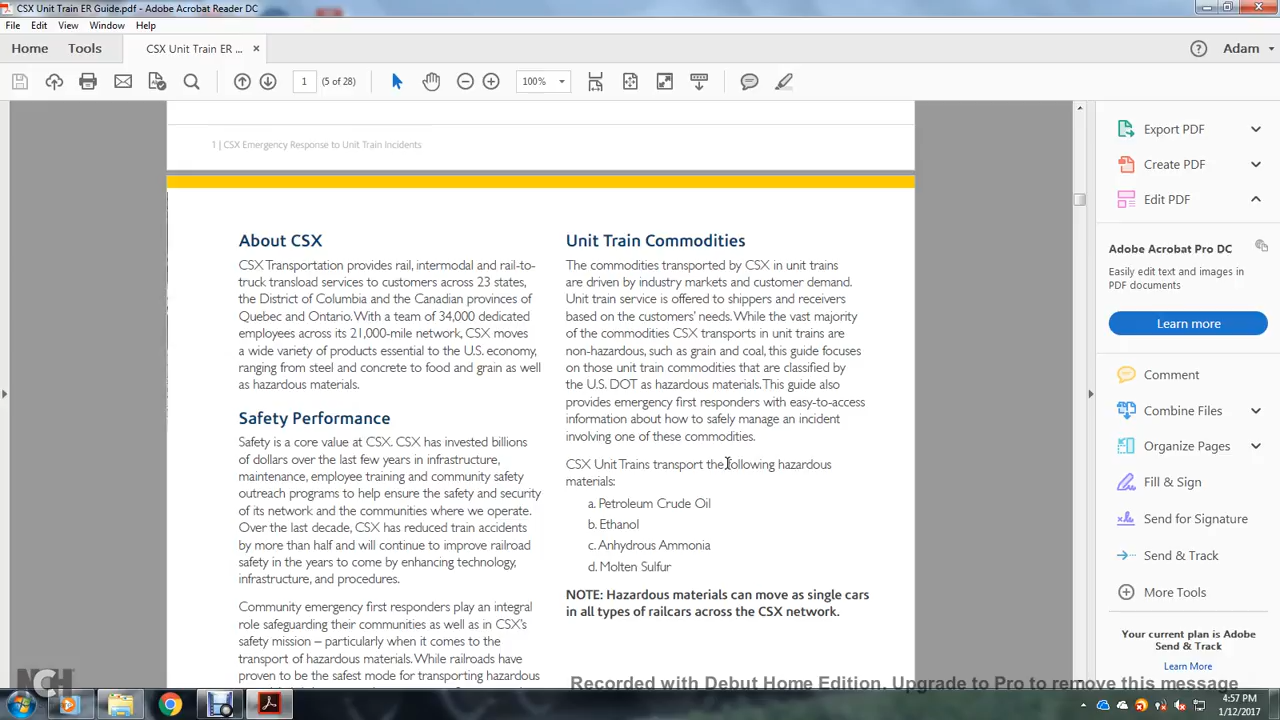 CSX Unit Train ER Guide.pdf - Adobe Acrobat Reader DC
File Edit View Window Help
Home Tools CSX Unit Train ER ... × Adam
1 (5 of 28) 100%
1 | CSX Emergency Response to Unit Train Incidents
About CSX
CSX Transportation provides rail, intermodal and rail-to-
truck transload services to customers across 23 states,
the District of Columbia and the Canadian provinces of
Quebec and Ontario. With a team of 34,000 dedicated
employees across its 21,000-mile network, CSX moves
a wide variety of products essential to the U.S. economy,
ranging from steel and concrete to food and grain as well
as hazardous materials.
Safety Performance
Safety is a core value at CSX. CSX has invested billions
of dollars over the last few years in infrastructure,
maintenance, employee training and community safety
outreach programs to help ensure the safety and security
of its network and the communities where we operate.
Over the last decade, CSX has reduced train accidents
by more than half and will continue to improve railroad
safety in the years to come by enhancing technology,
infrastructure, and procedures.
Community emergency first responders play an integral
role safeguarding their communities as well as in CSX's
safety mission – particularly when it comes to the
transport of hazardous materials. While railroads have
proven to be the safest mode for transporting hazardous
Unit Train Commodities
The commodities transported by CSX in unit trains
are driven by industry markets and customer demand.
Unit train service is offered to shippers and receivers
based on the customers' needs. While the vast majority
of the commodities CSX transports in unit trains are
non-hazardous, such as grain and coal, this guide focuses
on those unit train commodities that are classified by
the U.S. DOT as hazardous materials. This guide also
provides emergency first responders with easy-to-access
information about how to safely manage an incident
involving one of these commodities.
CSX Unit Trains transport the following hazardous
materials:
a. Petroleum Crude Oil
b. Ethanol
c. Anhydrous Ammonia
d. Molten Sulfur
NOTE: Hazardous materials can move as single cars
in all types of railcars across the CSX network.
Export PDF
Create PDF
Edit PDF
Adobe Acrobat Pro DC
Easily edit text and images in
PDF documents
Learn more
Comment
Combine Files
Organize Pages
Fill & Sign
Send for Signature
Send & Track
More Tools
Your current plan is Adobe
Send & Track
Learn More
NCH
Recorded with Debut Home Edition. Upgrade to Pro to remove this message
4:57 PM
1/12/2017